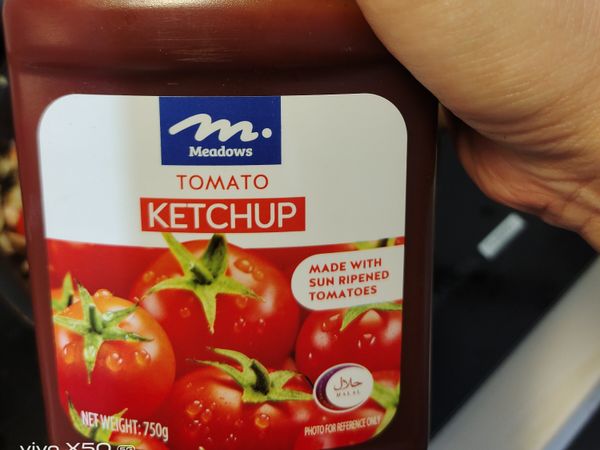 m.
Meadows
TOMATO
KETCHUP
MADE WITH
SUN RIPENED
TOMATOES
حلال
HALAL
NET WEIGHT: 750g
PHOTO FOR REFERENCE ONLY
vivo X50